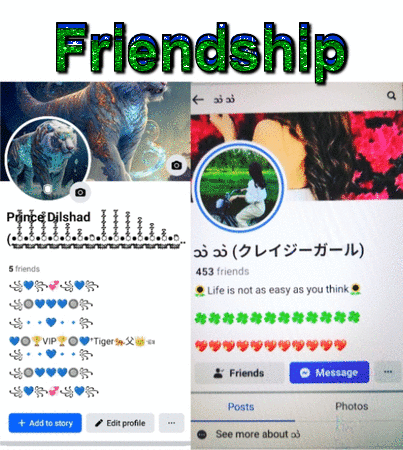 Friendship
Prince Dilshad
5 friends
꧁💙꧂💞꧁💙꧂
꧁🔘💙💙💙🔘꧂
꧁🔹🔹💙🔹🔹꧂
💙🔘🏆VIP🏆🔘💙"Tiger🐅父
꧁🔹🔹💙🔹🔹꧂
꧁🔘💙💙💙🔘꧂
꧁💙꧂💞꧁💙꧂
+ Add to story
Edit profile
...
သဲ သဲ
သဲ သဲ (クレイジーガール)
453 friends
🌻Life is not as easy as you think🌻
🍀🍀🍀🍀🍀🍀🍀🍀🍀🍀🍀🍀
💖💖💖💖💖💖💖💖💖💖
Friends
Message
...
Posts
Photos
... See more about သဲ